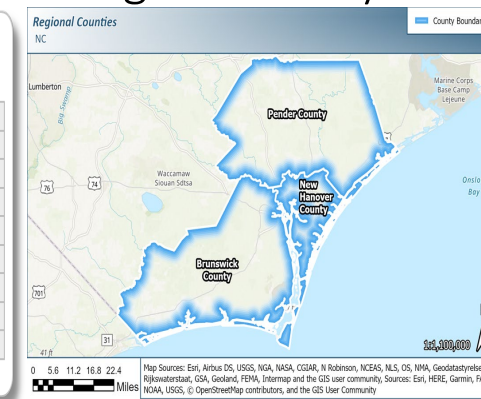 Regional Counties
NC
County Boundar
Lumberton
Big Swamp
Marine Corps
Base Camp
Lejeune
Pender County
Waccamaw
Siouan Sdtsa
76
74
New
Hanover
County
Onslo
Bay
Brunswick
County
701
31
41 ft
1:1,100,000
0 5.6 11.2 16.8 22.4
Miles
Map Sources: Esri, Airbus DS, USGS, NGA, NASA, CGIAR, N Robinson, NCEAS, NLS, OS, NMA, Geodatastyrelse
Rijkswaterstaat, GSA, Geoland, FEMA, Intermap and the GIS user community, Sources: Esri, HERE, Garmin, F
NOAA, USGS, © OpenStreetMap contributors, and the GIS User Community